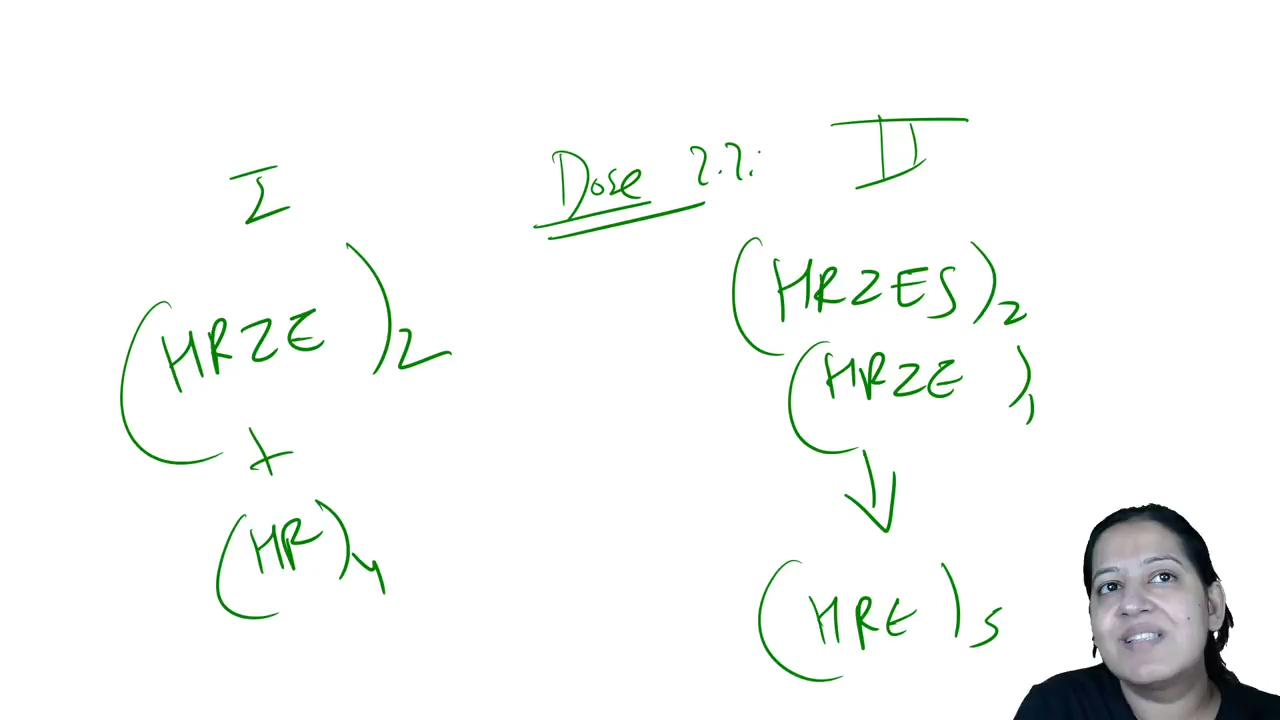 I
Dose ?.?.
II
(HRZE)2
+
(HR)4
(HRZES)2
(HRZE)1
(HRE)5